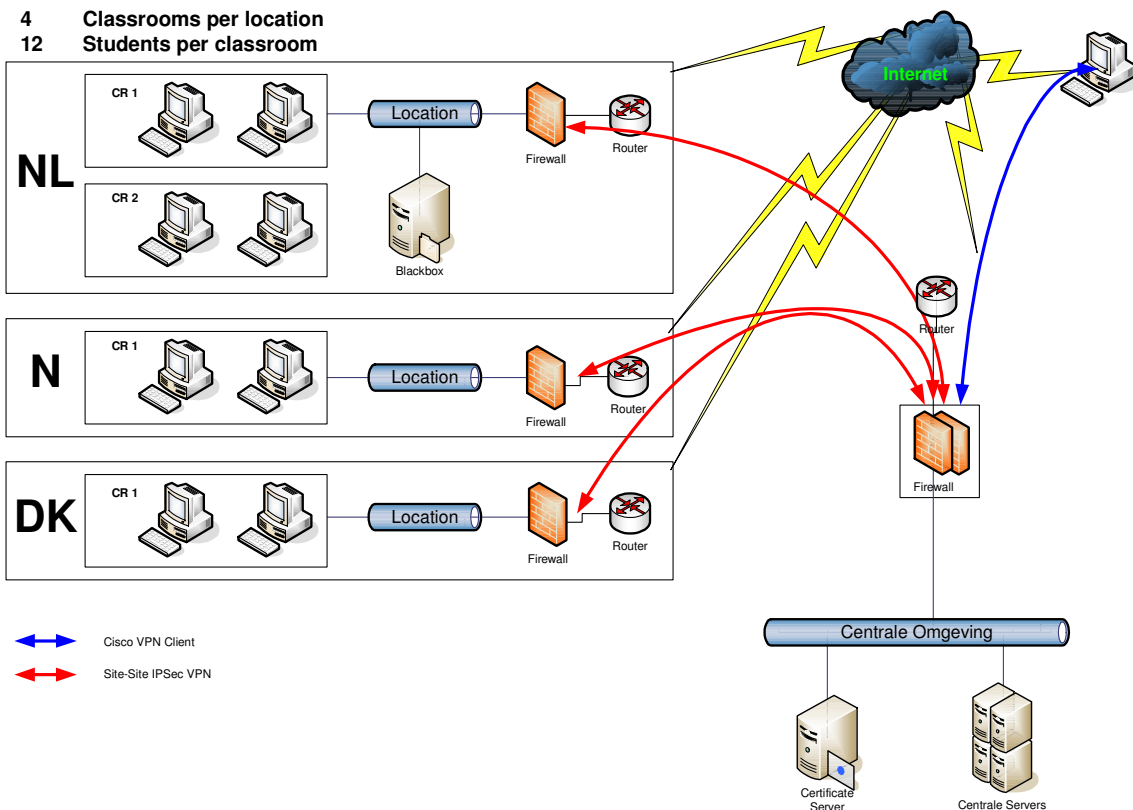 4 Classrooms per location
12 Students per classroom
Internet
NL
CR 1
CR 2
Location
Firewall
Router
Blackbox
Router
N
CR 1
Location
Firewall
Router
Firewall
DK
CR 1
Location
Firewall
Router
Cisco VPN Client
Site-Site IPSec VPN
Centrale Omgeving
Certificate
Server
Centrale Servers